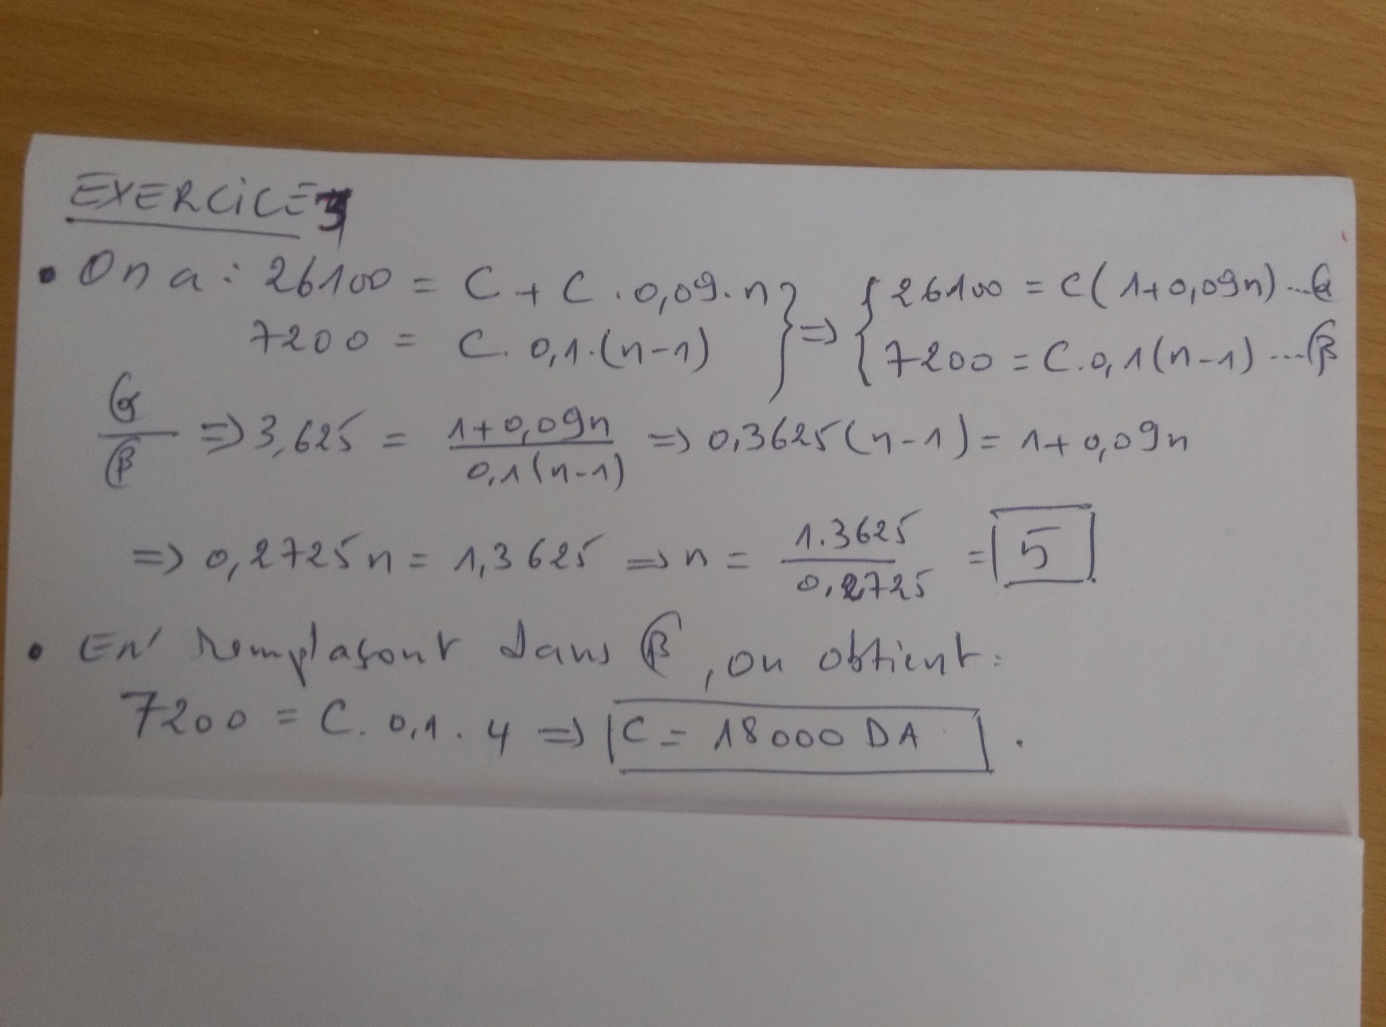 EXERCICE 3
• On a : 26100 = C + C . 0,09 . n } => { 26100 = C ( 1 + 0,09n ) ... α
7200 = C . 0,1 . (n-1) } => { 7200 = C . 0,1 (n-1) ... β
α/β => 3,625 = (1+0,09n)/(0,1(n-1)) => 0,3625 (n-1) = 1+0,09n
=> 0,2725n = 1,3625 => n = 1.3625/0,2725 = 5
• En remplaçont dans β , on obtient :
7200 = C . 0,1 . 4 => C = 18000 DA .